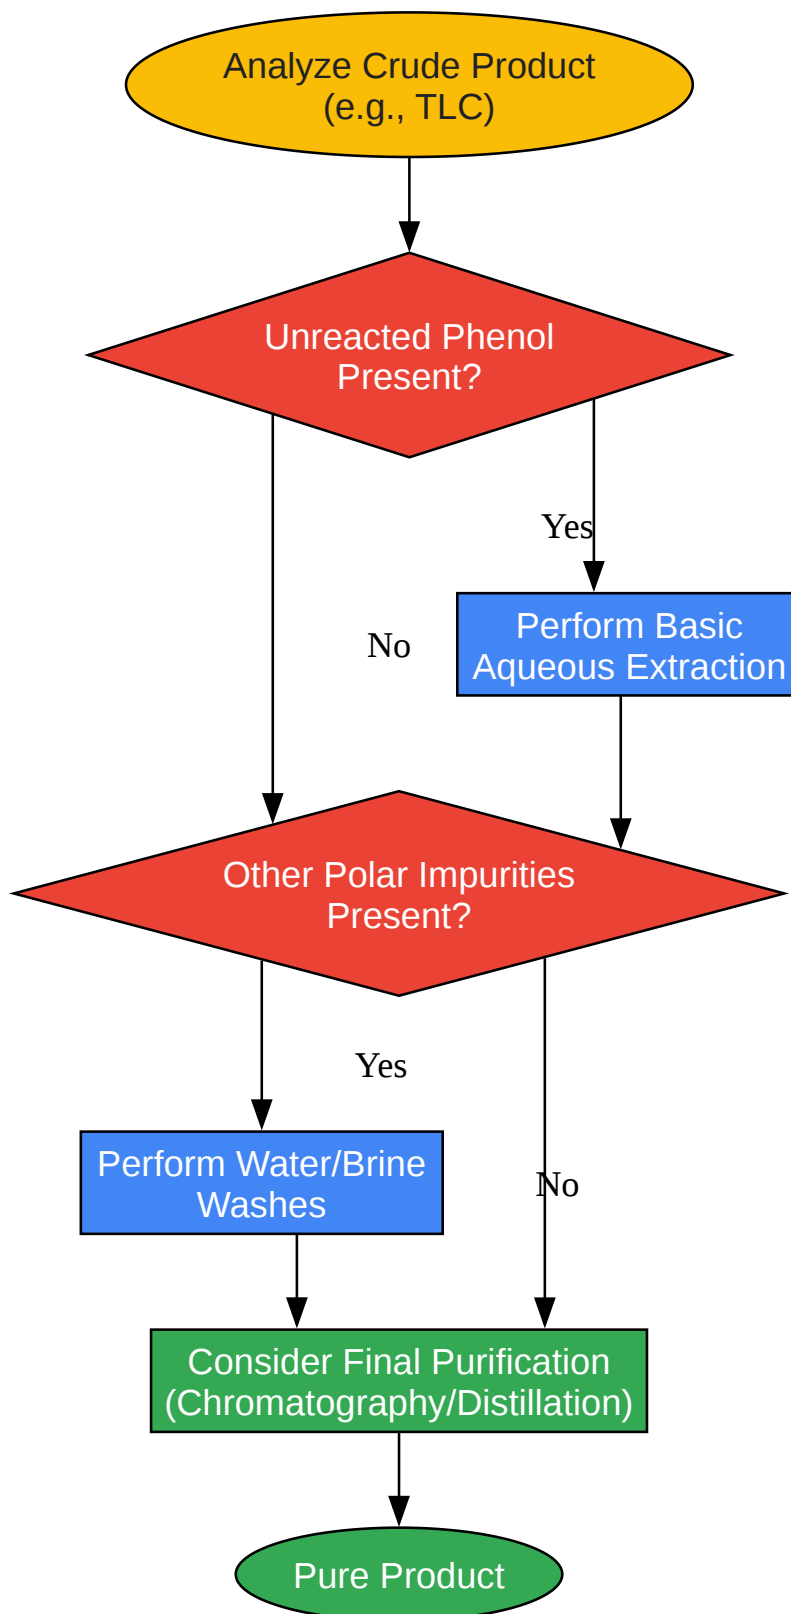 Analyze Crude Product
(e.g., TLC)
Unreacted Phenol
Present?
Yes
Perform Basic
Aqueous Extraction
No
Other Polar Impurities
Present?
Yes
Perform Water/Brine
Washes
No
Consider Final Purification
(Chromatography/Distillation)
Pure Product